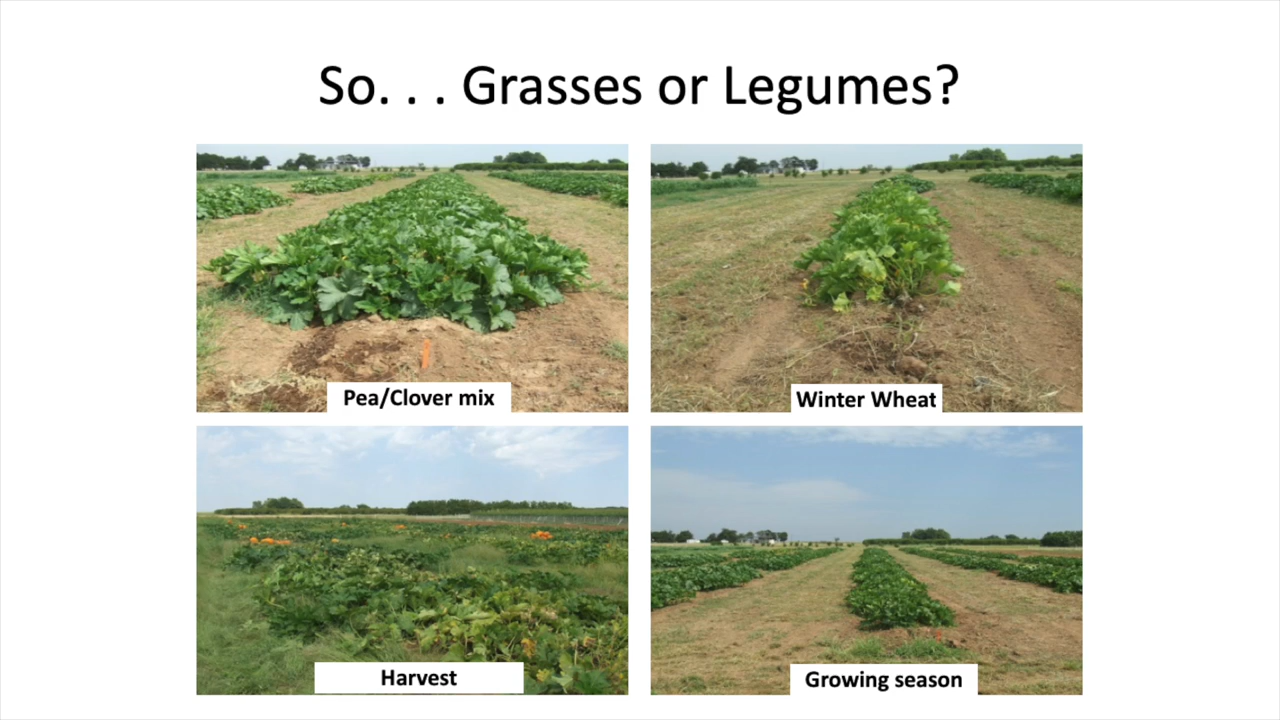 So. . . Grasses or Legumes?
Pea/Clover mix
Winter Wheat
Harvest
Growing season